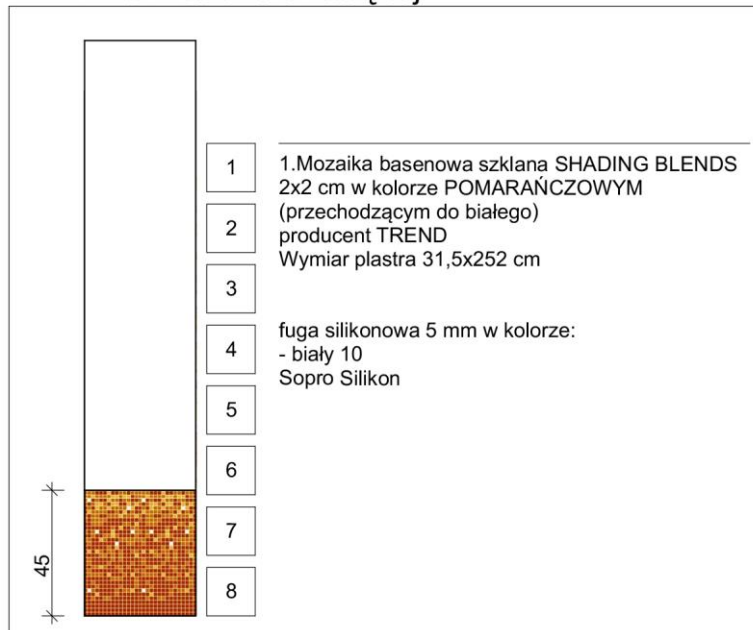 1
2
3
4
5
6
7
8
1.Mozaika basenowa szklana SHADING BLENDS
2x2 cm w kolorze POMARAŃCZOWYM
(przechodzącym do białego)
producent TREND
Wymiar plastra 31,5x252 cm
fuga silikonowa 5 mm w kolorze:
- biały 10
Sopro Silikon
45